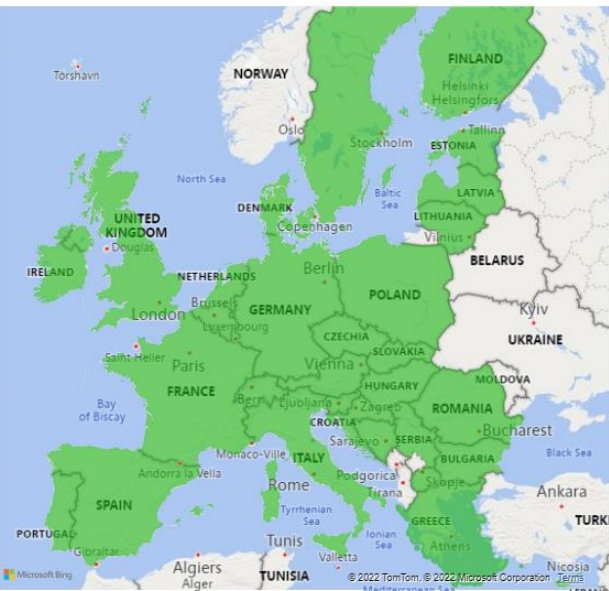 Tórshavn
NORWAY
FINLAND
Helsinki
Helsingfors
Oslo
Stockholm
Tallinn
ESTONIA
North Sea
Baltic
Sea
LATVIA
DENMARK
Copenhagen
LITHUANIA
Vilnius
UNITED
KINGDOM
Douglas
BELARUS
IRELAND
NETHERLANDS
Berlin
POLAND
London
Brussels
GERMANY
Kyiv
Luxembourg
UKRAINE
CZECHIA
Saint Helier
Paris
Vienna
SLOVAKIA
MOLDOVA
FRANCE
Bern
HUNGARY
Ljubljana
Zagreb
ROMANIA
Bay
of Biscay
CROATIA
Bucharest
Monaco-Ville
ITALY
Sarajevo
SERBIA
Black Sea
Andorra la Vella
BULGARIA
Rome
Podgorica
Skopje
Tirana
SPAIN
Ankara
Tyrrhenian
Sea
GREECE
TURK
PORTUGAL
Ionian
Sea
Athens
Gibraltar
Tunis
Valletta
Nicosia
Algiers
Alger
TUNISIA
Microsoft Bing
© 2022 TomTom, © 2022 Microsoft Corporation Terms
Mediterranean Sea